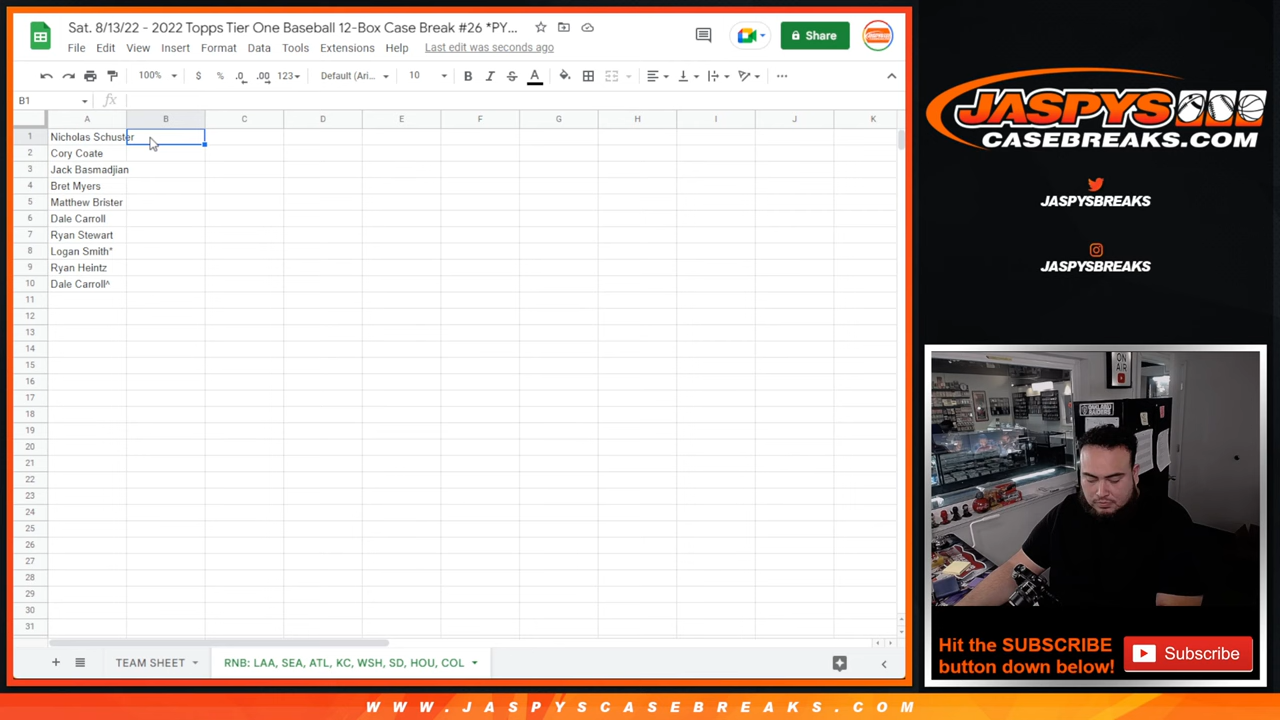 Sat. 8/13/22 - 2022 Topps Tier One Baseball 12-Box Case Break #26 *PY...
Share
File Edit View Insert Format Data Tools Extensions Help Last edit was seconds ago
100% $ % .0 .00 123 Default (Ari... 10 B I S A
B1 fx
A B C D E F G H I J K
1 Nicholas Schuster
2 Cory Coate
3 Jack Basmadjian
4 Bret Myers
5 Matthew Brister
6 Dale Carroll
7 Ryan Stewart
8 Logan Smith*
9 Ryan Heintz
10 Dale Carroll^
11
12
13
14
15
16
17
18
19
20
21
22
23
24
25
26
27
28
29
30
31
TEAM SHEET RNB: LAA, SEA, ATL, KC, WSH, SD, HOU, COL
JASPYS
CASEBREAKS.COM
JASPYSBREAKS
JASPYSBREAKS
ON AIR
Hit the SUBSCRIBE
button down below!
Subscribe
WWW.JASPYSCASEBREAKS.COM